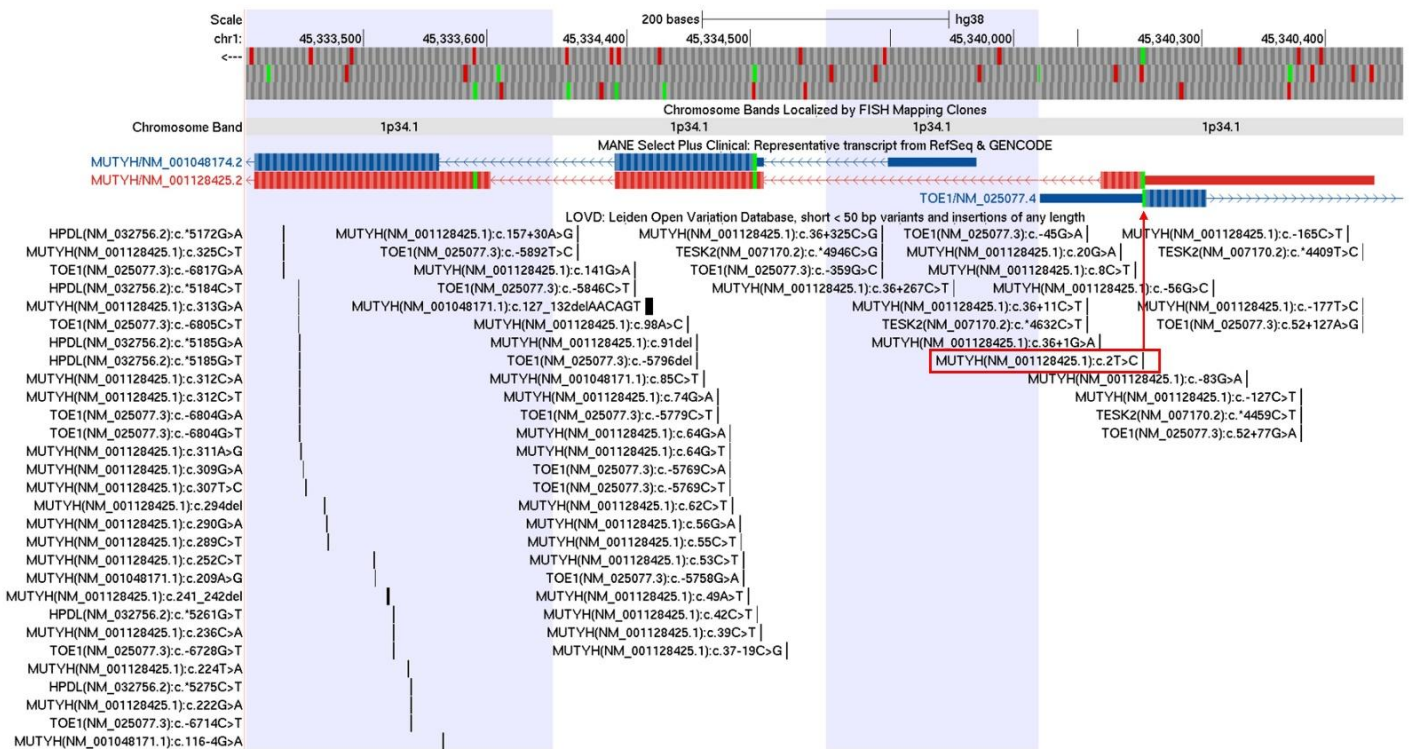 Scale 200 bases hg38
chr1: 45,333,500 45,333,600 45,334,400 45,334,500 45,340,000 45,340,300 45,340,400
<---
Chromosome Bands Localized by FISH Mapping Clones
Chromosome Band 1p34.1 1p34.1 1p34.1 1p34.1
MANE Select Plus Clinical: Representative transcript from RefSeq & GENCODE
MUTYH/NM_001048174.2
MUTYH/NM_001128425.2
TOE1/NM_025077.4
LOVD: Leiden Open Variation Database, short < 50 bp variants and insertions of any length
HPDL(NM_032756.2):c.*5172G>A MUTYH(NM_001128425.1):c.157+30A>G MUTYH(NM_001128425.1):c.36+325C>G TOE1(NM_025077.3):c.-45G>A MUTYH(NM_001128425.1):c.-165C>T
MUTYH(NM_001128425.1):c.325C>T TOE1(NM_025077.3):c.-5892T>C TESK2(NM_007170.2):c.*4946C>G MUTYH(NM_001128425.1):c.20G>A TESK2(NM_007170.2):c.*4409T>C
TOE1(NM_025077.3):c.-6817G>A MUTYH(NM_001128425.1):c.141G>A TOE1(NM_025077.3):c.-359G>C MUTYH(NM_001128425.1):c.8C>T
HPDL(NM_032756.2):c.*5184C>T TOE1(NM_025077.3):c.-5846C>T MUTYH(NM_001128425.1):c.36+267C>T MUTYH(NM_001128425.1):c.-56G>C
MUTYH(NM_001128425.1):c.313G>A MUTYH(NM_001048171.1):c.127_132delAACAGT MUTYH(NM_001128425.1):c.36+11C>T MUTYH(NM_001128425.1):c.-177C>T
TOE1(NM_025077.3):c.-6805C>T MUTYH(NM_001128425.1):c.98A>C TESK2(NM_007170.2):c.*4632C>T TOE1(NM_025077.3):c.52+127A>G
HPDL(NM_032756.2):c.*5185G>A MUTYH(NM_001128425.1):c.91del MUTYH(NM_001128425.1):c.36+1G>A
HPDL(NM_032756.2):c.*5185G>T TOE1(NM_025077.3):c.-5796del MUTYH(NM_001128425.1):c.2T>C
MUTYH(NM_001128425.1):c.312C>A MUTYH(NM_001048171.1):c.85C>T MUTYH(NM_001128425.1):c.-83G>A
MUTYH(NM_001128425.1):c.312C>T MUTYH(NM_001128425.1):c.74G>A MUTYH(NM_001128425.1):c.-127C>T
TOE1(NM_025077.3):c.-6804G>A TOE1(NM_025077.3):c.-5779C>T TESK2(NM_007170.2):c.*4459C>T
TOE1(NM_025077.3):c.-6804G>T MUTYH(NM_001128425.1):c.64G>A TOE1(NM_025077.3):c.52+77G>A
MUTYH(NM_001128425.1):c.311A>G MUTYH(NM_001128425.1):c.64G>T
MUTYH(NM_001128425.1):c.309G>A TOE1(NM_025077.3):c.-5769C>A
MUTYH(NM_001128425.1):c.307T>C TOE1(NM_025077.3):c.-5769C>T
MUTYH(NM_001128425.1):c.294del MUTYH(NM_001128425.1):c.62C>T
MUTYH(NM_001128425.1):c.290G>A MUTYH(NM_001128425.1):c.56G>A
MUTYH(NM_001128425.1):c.289C>T MUTYH(NM_001128425.1):c.55C>T
MUTYH(NM_001128425.1):c.252C>T MUTYH(NM_001128425.1):c.53C>T
MUTYH(NM_001048171.1):c.209A>G TOE1(NM_025077.3):c.-5758G>A
MUTYH(NM_001128425.1):c.241_242del MUTYH(NM_001128425.1):c.49A>T
HPDL(NM_032756.2):c.*5261G>T MUTYH(NM_001128425.1):c.42C>T
MUTYH(NM_001128425.1):c.236C>A MUTYH(NM_001128425.1):c.39C>T
TOE1(NM_025077.3):c.-6728G>T MUTYH(NM_001128425.1):c.37-19C>G
MUTYH(NM_001128425.1):c.224T>A
HPDL(NM_032756.2):c.*5275C>T
MUTYH(NM_001128425.1):c.222G>A
TOE1(NM_025077.3):c.-6714C>T
MUTYH(NM_001048171.1):c.116-4G>A